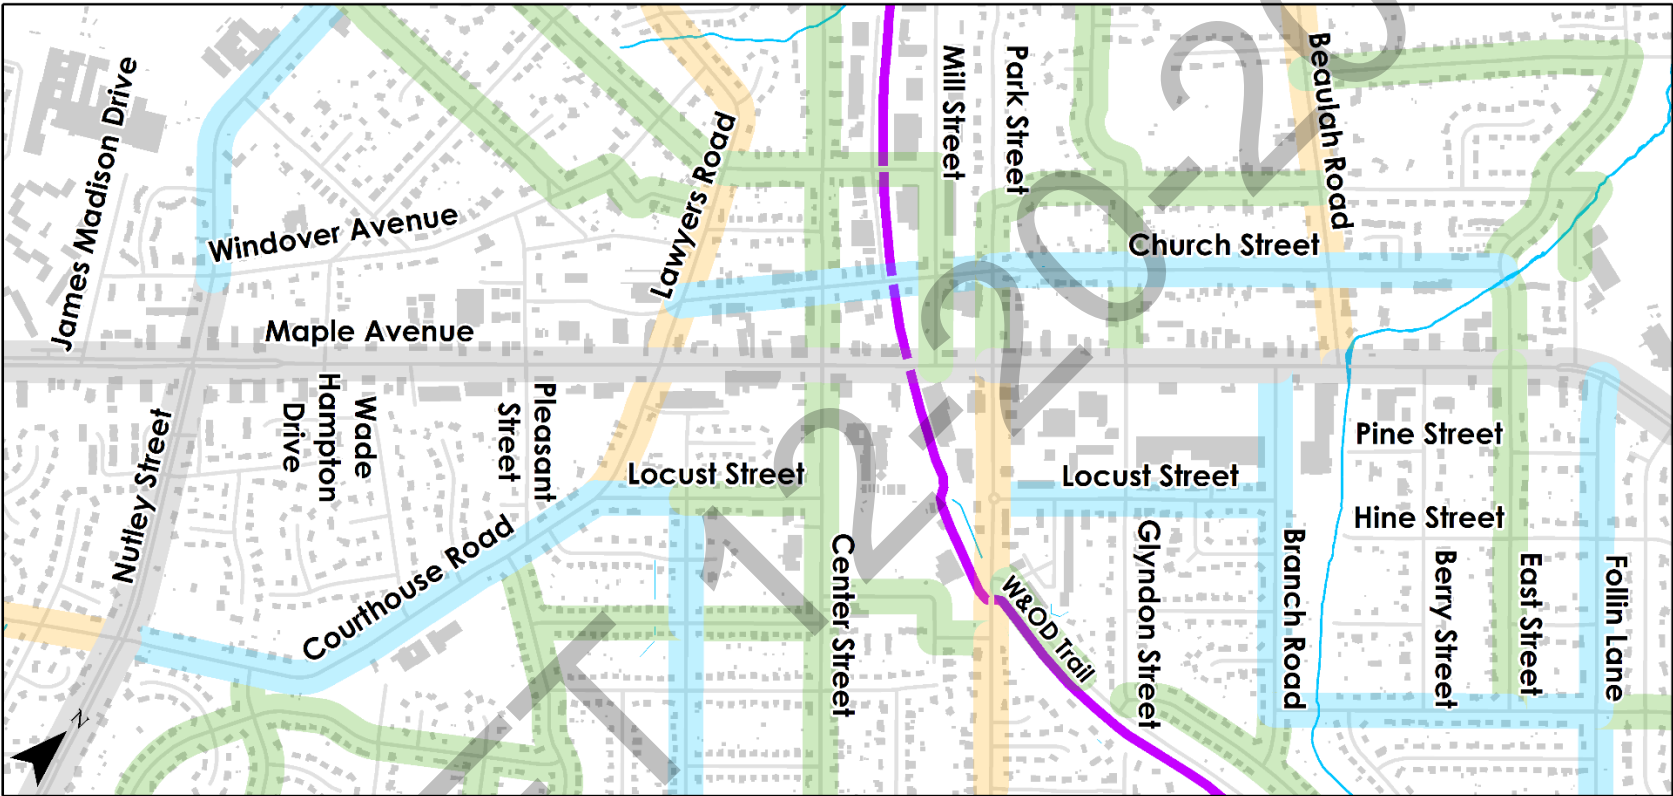 James Madison Drive
Windover Avenue
Lawyers Road
Mill Street
Park Street
Beulah Road
Church Street
Maple Avenue
Nutley Street
Wade
Hampton
Drive
Pleasant
Street
Locust Street
Locust Street
Pine Street
Hine Street
Courthouse Road
Center Street
W&OD Trail
Glyndon Street
Branch Road
Berry Street
East Street
Follin Lane
N